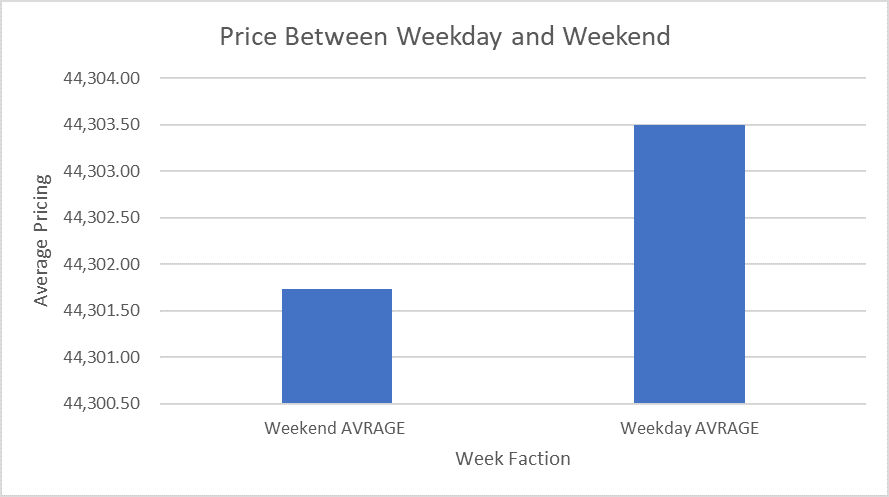 Price Between Weekday and Weekend
44,304.00
44,303.50
44,303.00
44,302.50
44,302.00
44,301.50
44,301.00
44,300.50
Average Pricing
Weekend AVRAGE
Weekday AVRAGE
Week Faction